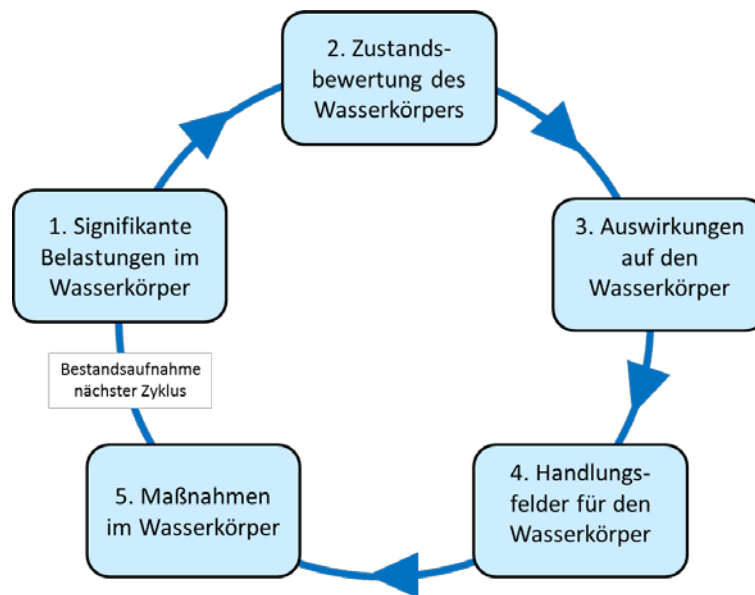 2. Zustands-
bewertung des
Wasserkörpers
1. Signifikante
Belastungen im
Wasserkörper
3. Auswirkungen
auf den
Wasserkörper
Bestandsaufnahme
nächster Zyklus
5. Maßnahmen
im Wasserkörper
4. Handlungs-
felder für den
Wasserkörper